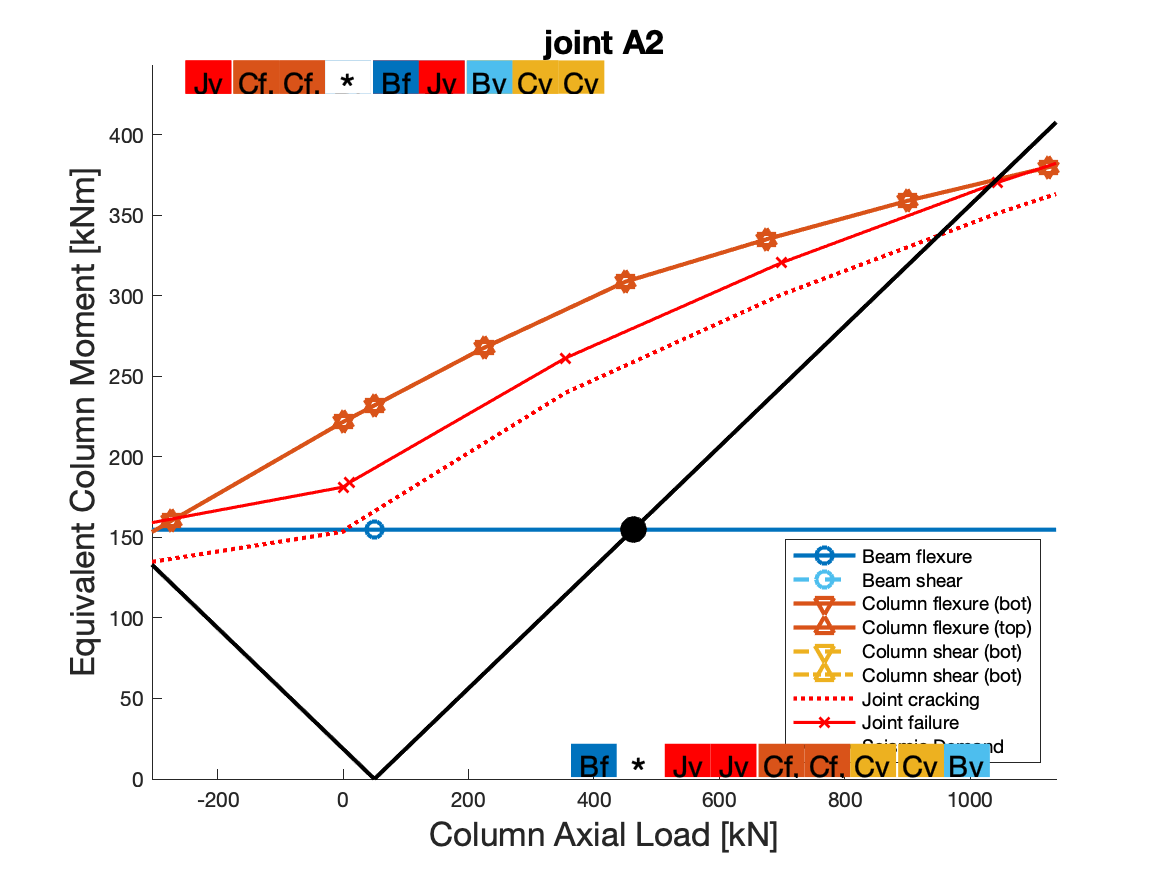 joint A2
Jv Cf. Cf. * Bf Jv Bv Cv Cv
Equivalent Column Moment [kNm]
400
350
300
250
200
150
100
50
0
Beam flexure
Beam shear
Column flexure (bot)
Column flexure (top)
Column shear (bot)
Column shear (bot)
Joint cracking
Joint failure
Seismic Demand
Bf * Jv Jv Cf, Cf, Cv Cv Bv
-200 0 200 400 600 800 1000
Column Axial Load [kN]